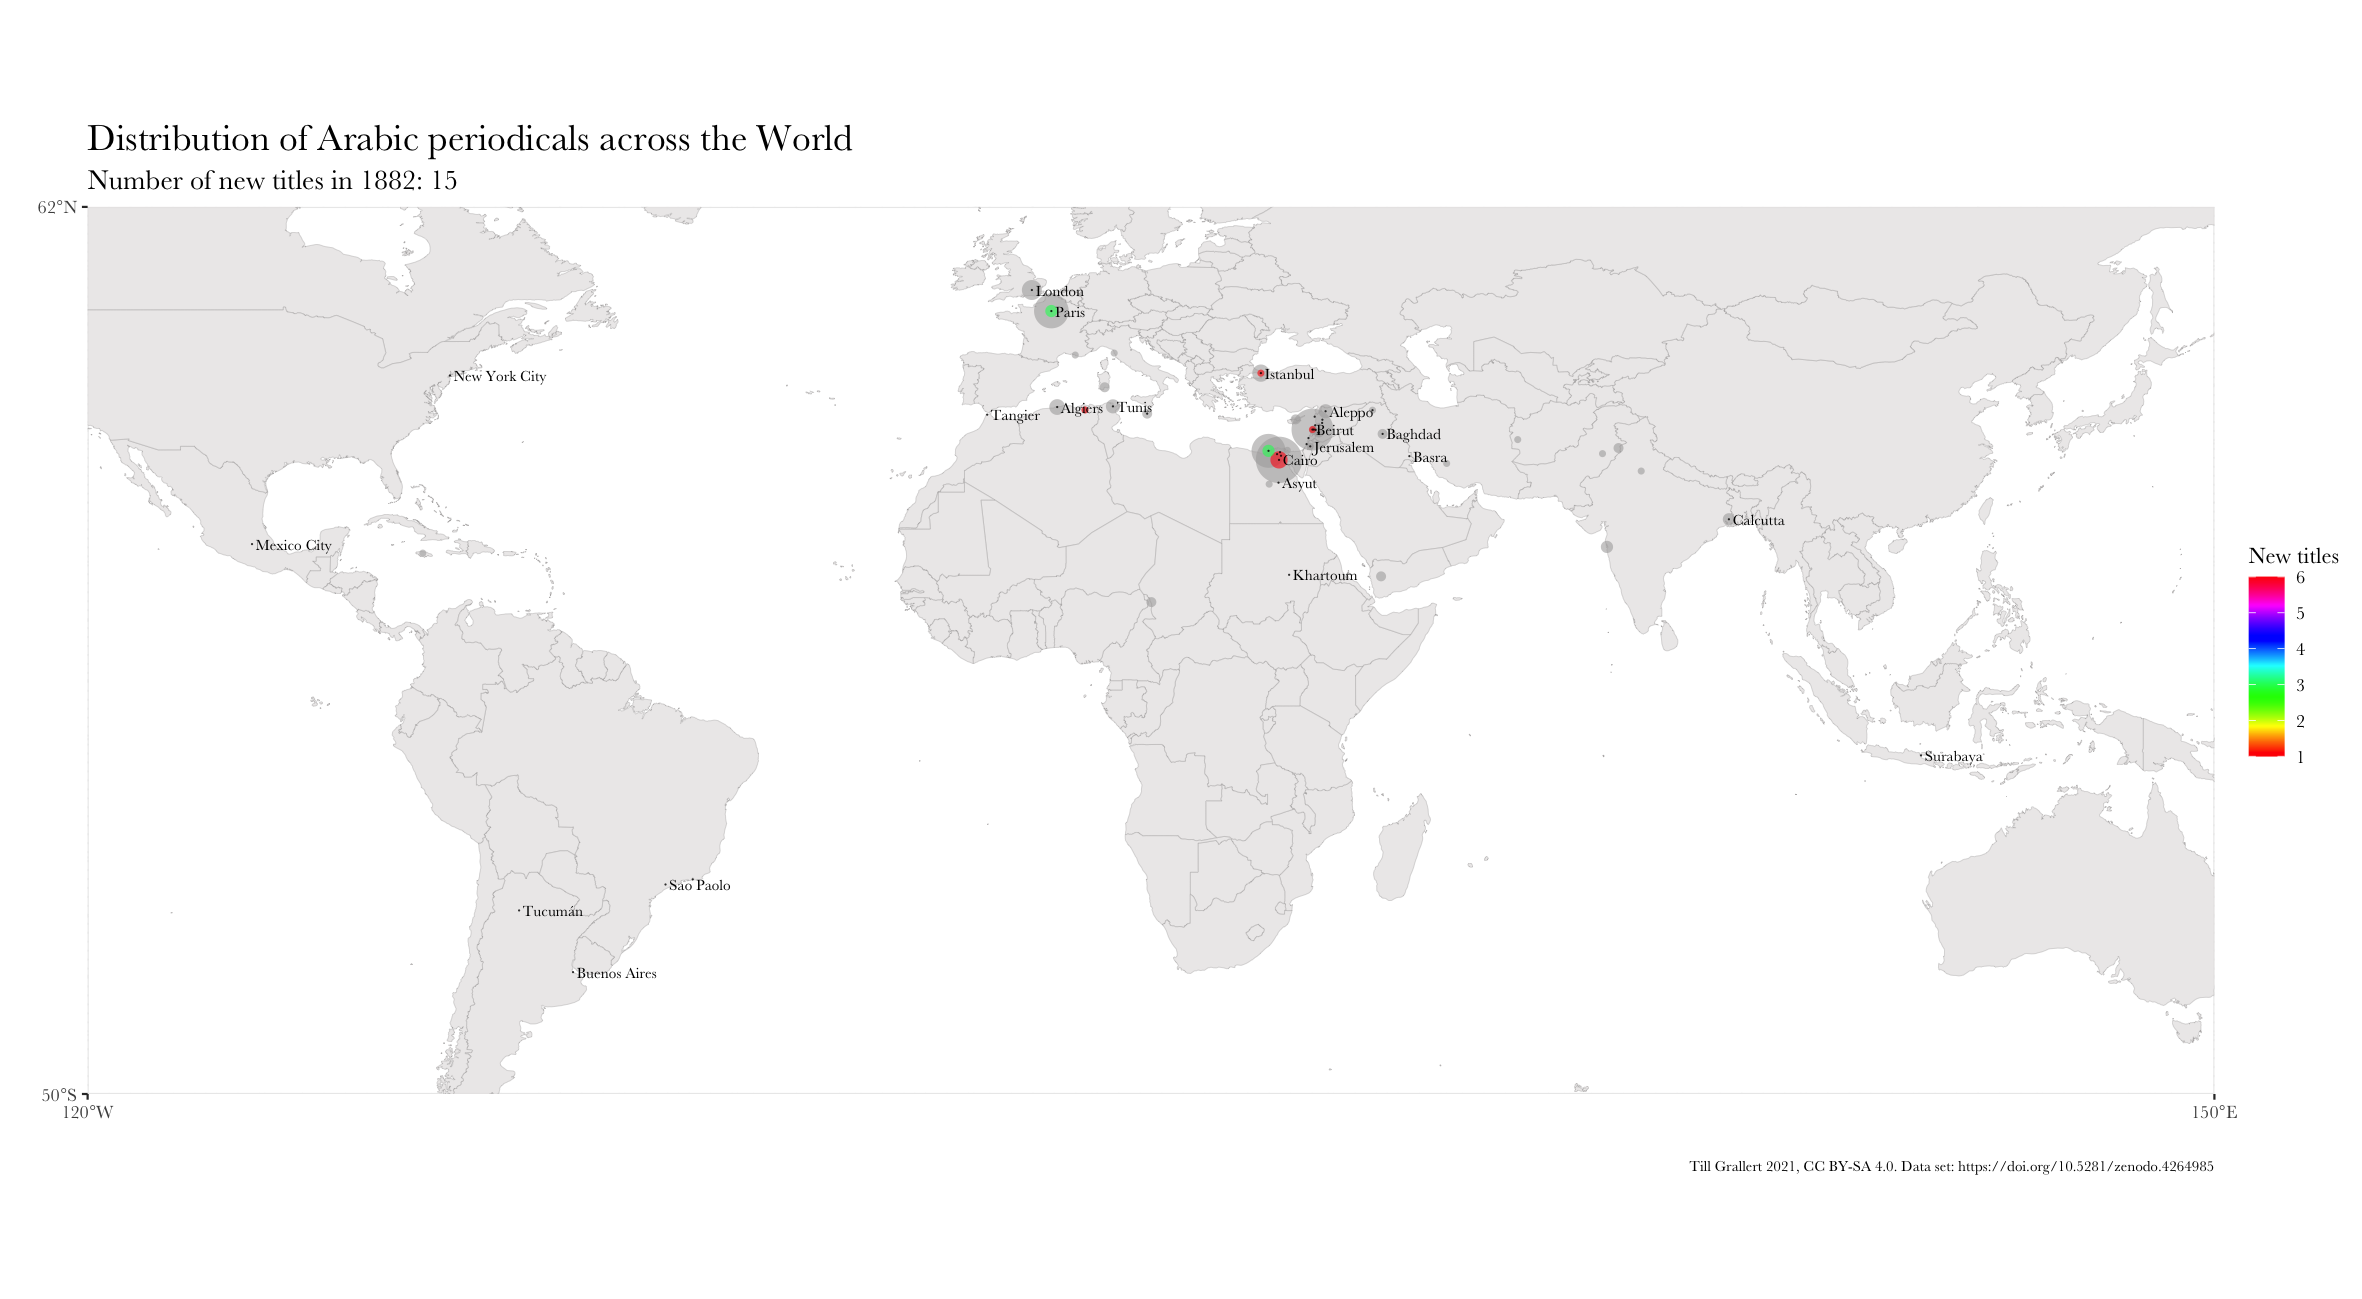 Distribution of Arabic periodicals across the World
Number of new titles in 1882: 15
62°N
London
Paris
New York City
Istanbul
Tangier
Algiers
Tunis
Aleppo
Beirut
Baghdad
Jerusalem
Cairo
Basra
Asyut
Calcutta
Mexico City
Khartoum
New titles
6
5
4
3
2
1
Surabaya
Sao Paolo
Tucumán
Buenos Aires
50°S
120°W
150°E
Till Grallert 2021, CC BY-SA 4.0. Data set: https://doi.org/10.5281/zenodo.4264985